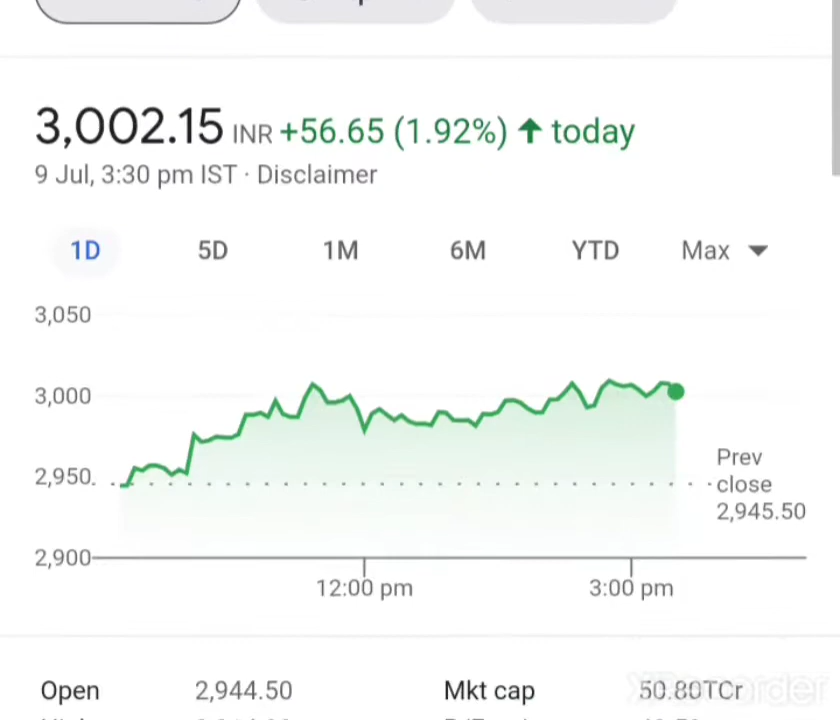 3,002.15 INR +56.65 (1.92%) ↑ today
9 Jul, 3:30 pm IST · Disclaimer
1D 5D 1M 6M YTD Max
3,050
3,000
2,950
Prev
close
2,945.50
2,900
12:00 pm 3:00 pm
Open 2,944.50 Mkt cap 50.80TCr